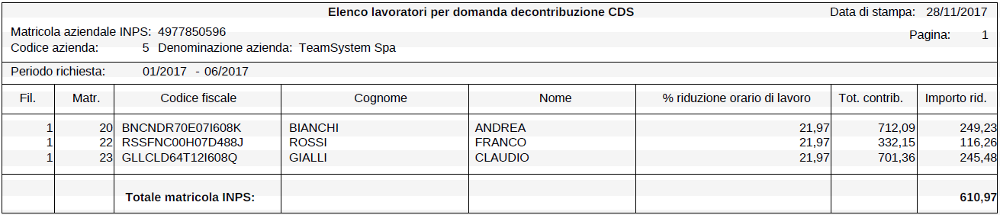 Elenco lavoratori per domanda decontribuzione CDS Data di stampa: 28/11/2017
Matricola aziendale INPS: 4977850596 Pagina: 1
Codice azienda: 5 Denominazione azienda: TeamSystem Spa
Periodo richiesta: 01/2017 - 06/2017
Fil. Matr. Codice fiscale Cognome Nome % riduzione orario di lavoro Tot. contrib. Importo rid.
1 20 BNCNDR70E07I608K BIANCHI ANDREA 21,97 712,09 249,23
1 22 RSSFNC00H07D488J ROSSI FRANCO 21,97 332,15 116,26
1 23 GLLCLD64T12I608Q GIALLI CLAUDIO 21,97 701,36 245,48
Totale matricola INPS: 610,97